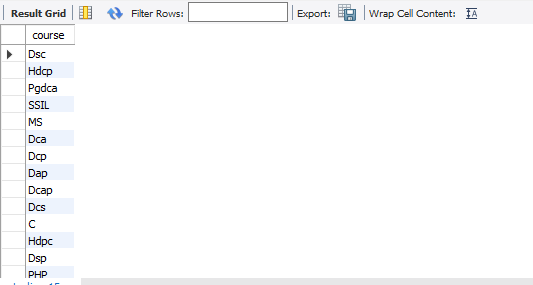 Result Grid Filter Rows: Export: Wrap Cell Content:
course
Dsc
Hdcp
Pgdca
SSIL
MS
Dca
Dcp
Dap
Dcap
Dcs
C
Hdpc
Dsp
PHP